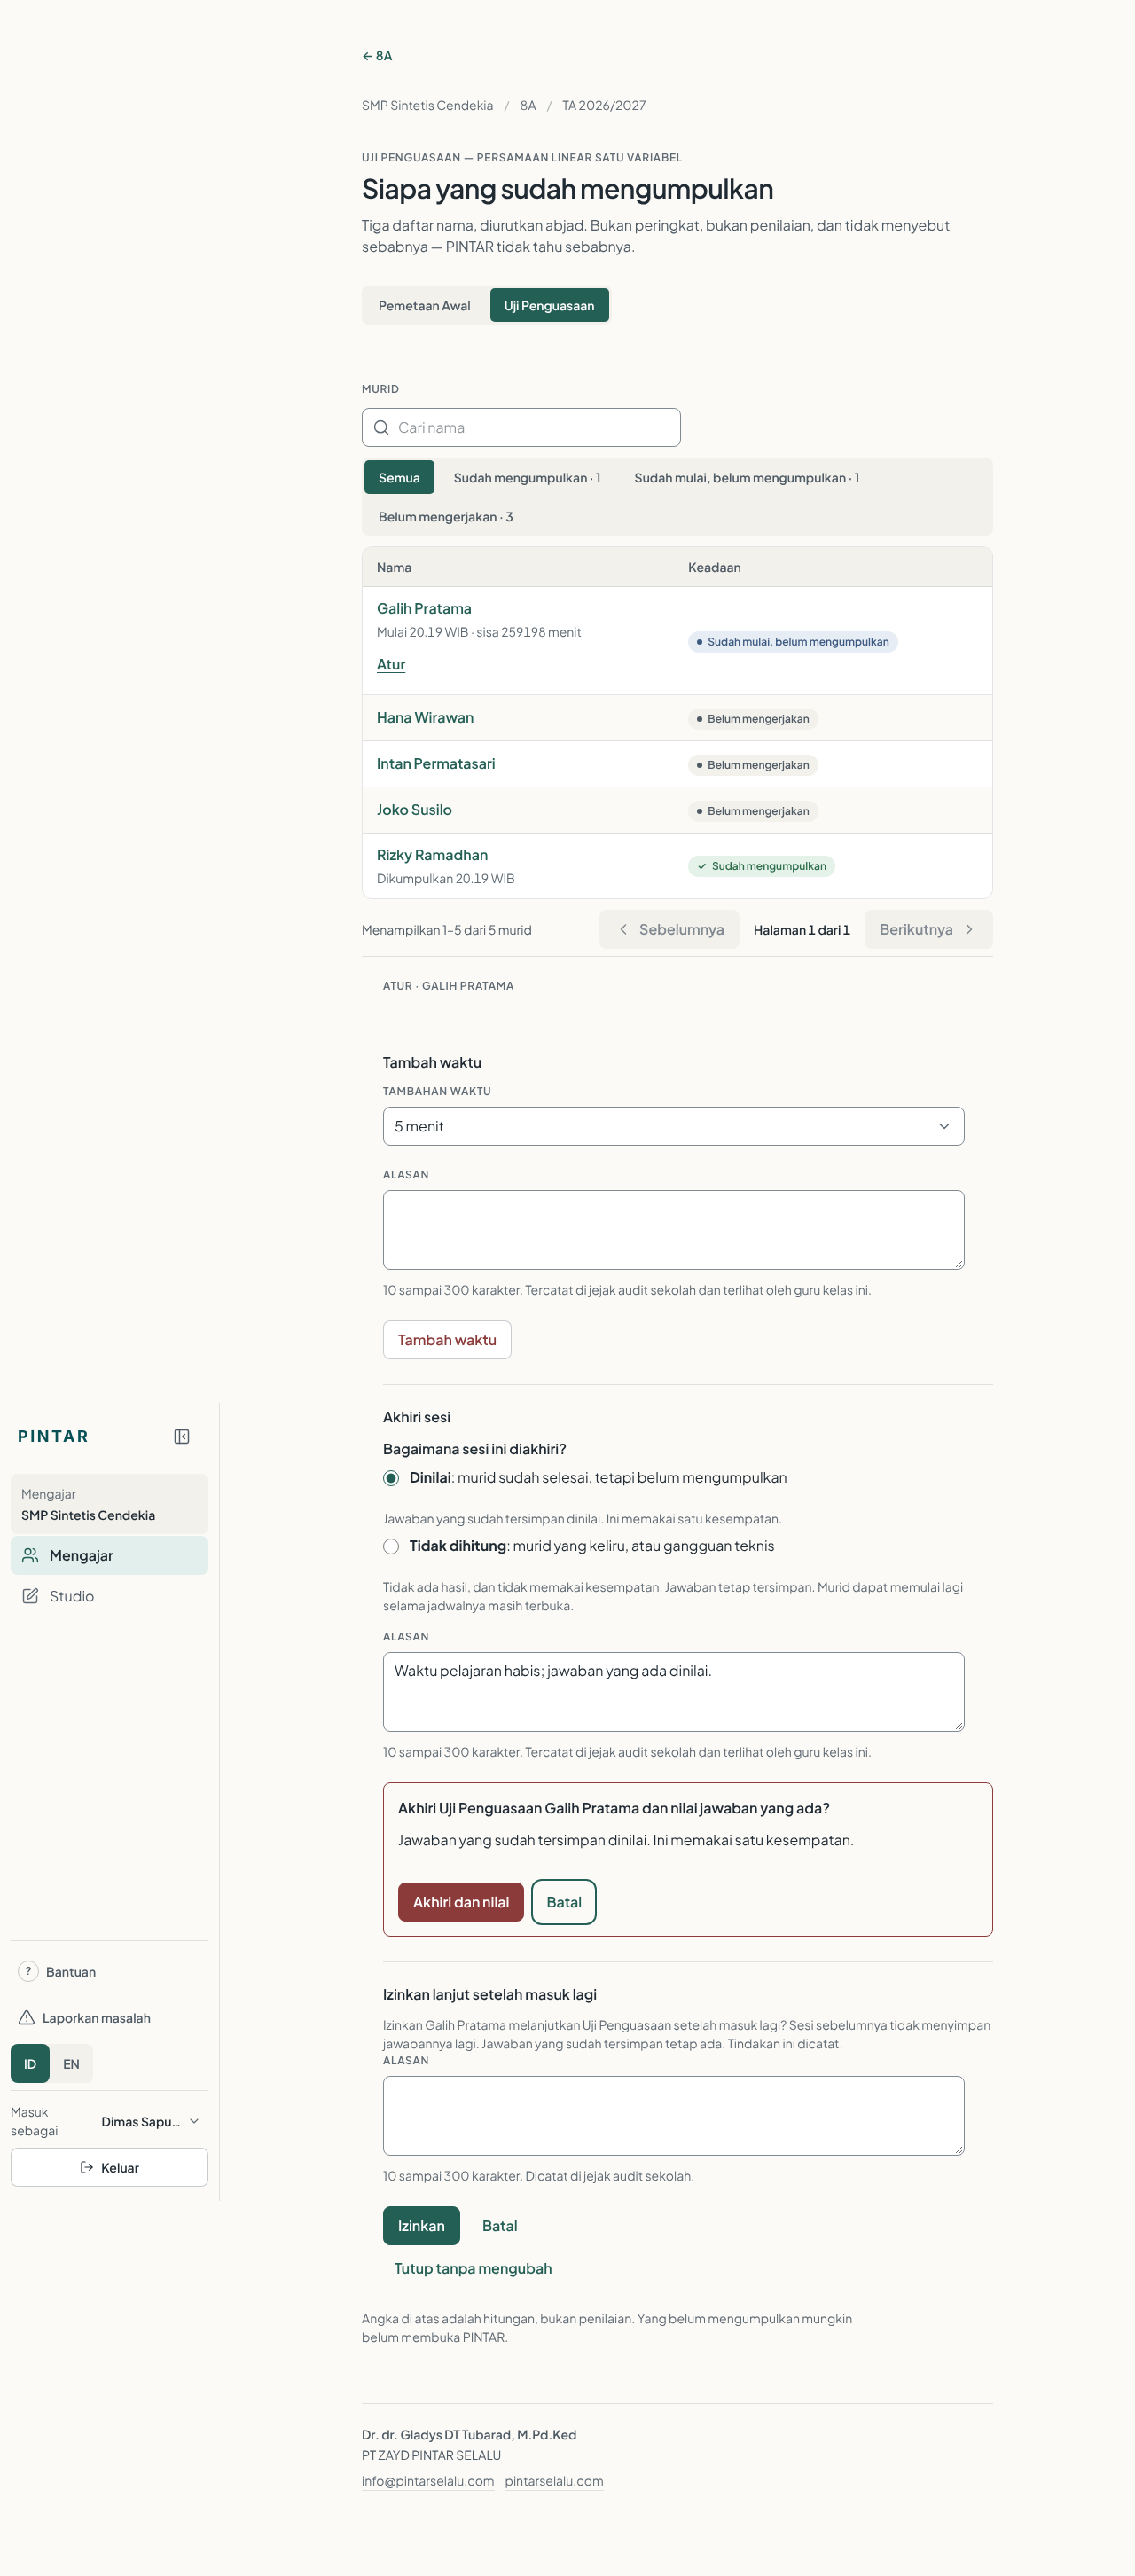 ← 8A
SMP Sintetis Cendekia / 8A / TA 2026/2027
UJI PENGUASAAN — PERSAMAAN LINEAR SATU VARIABEL
Siapa yang sudah mengumpulkan
Tiga daftar nama, diurutkan abjad. Bukan peringkat, bukan penilaian, dan tidak menyebut
sebabnya — PINTAR tidak tahu sebabnya.
Pemetaan Awal Uji Penguasaan
MURID
Cari nama
Semua Sudah mengumpulkan · 1 Sudah mulai, belum mengumpulkan · 1
Belum mengerjakan · 3
Nama Keadaan
Galih Pratama
Mulai 20.19 WIB · sisa 259198 menit
Sudah mulai, belum mengumpulkan
Atur
Hana Wirawan Belum mengerjakan
Intan Permatasari Belum mengerjakan
Joko Susilo Belum mengerjakan
Rizky Ramadhan
Dikumpulkan 20.19 WIB
✓ Sudah mengumpulkan
Menampilkan 1–5 dari 5 murid Sebelumnya Halaman 1 dari 1 Berikutnya
ATUR · GALIH PRATAMA
Tambah waktu
TAMBAHAN WAKTU
5 menit
ALASAN
10 sampai 300 karakter. Tercatat di jejak audit sekolah dan terlihat oleh guru kelas ini.
Tambah waktu
Akhiri sesi
Bagaimana sesi ini diakhiri?
Dinilai: murid sudah selesai, tetapi belum mengumpulkan
Jawaban yang sudah tersimpan dinilai. Ini memakai satu kesempatan.
Tidak dihitung: murid yang keliru, atau gangguan teknis
Tidak ada hasil, dan tidak memakai kesempatan. Jawaban tetap tersimpan. Murid dapat memulai lagi
selama jadwalnya masih terbuka.
ALASAN
Waktu pelajaran habis; jawaban yang ada dinilai.
10 sampai 300 karakter. Tercatat di jejak audit sekolah dan terlihat oleh guru kelas ini.
Akhiri Uji Penguasaan Galih Pratama dan nilai jawaban yang ada?
Jawaban yang sudah tersimpan dinilai. Ini memakai satu kesempatan.
Akhiri dan nilai Batal
Izinkan lanjut setelah masuk lagi
Izinkan Galih Pratama melanjutkan Uji Penguasaan setelah masuk lagi? Sesi sebelumnya tidak menyimpan
jawabannya lagi. Jawaban yang sudah tersimpan tetap ada. Tindakan ini dicatat.
ALASAN
10 sampai 300 karakter. Dicatat di jejak audit sekolah.
Izinkan Batal
Tutup tanpa mengubah
Angka di atas adalah hitungan, bukan penilaian. Yang belum mengumpulkan mungkin
belum membuka PINTAR.
Dr. dr. Gladys DT Tubarad, M.Pd.Ked
PT ZAYD PINTAR SELALU
info@pintarselalu.com pintarselalu.com
PINTAR
Mengajar
SMP Sintetis Cendekia
Mengajar
Studio
? Bantuan
Laporkan masalah
ID EN
Masuk
sebagai
Dimas Sapu…
Keluar